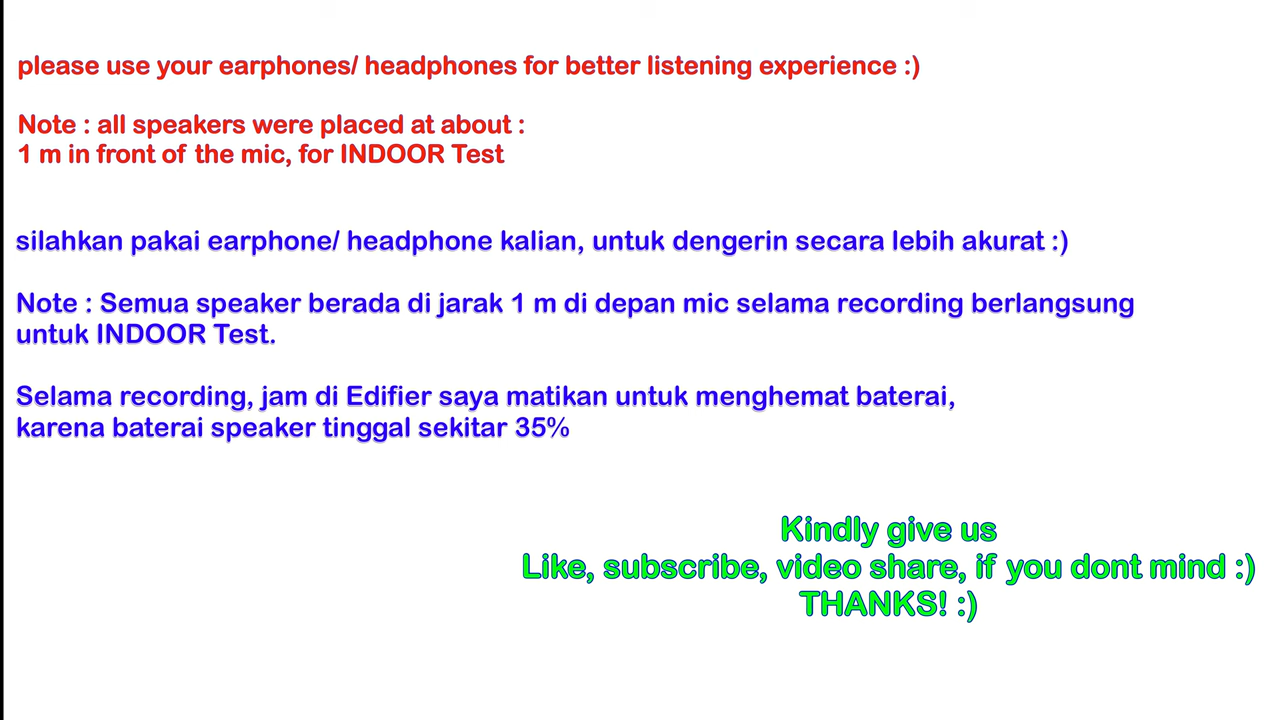 please use your earphones/ headphones for better listening experience :)
Note : all speakers were placed at about :
1 m in front of the mic, for INDOOR Test
silahkan pakai earphone/ headphone kalian, untuk dengerin secara lebih akurat :)
Note : Semua speaker berada di jarak 1 m di depan mic selama recording berlangsung
untuk INDOOR Test.
Selama recording, jam di Edifier saya matikan untuk menghemat baterai,
karena baterai speaker tinggal sekitar 35%
Kindly give us
Like, subscribe, video share, if you dont mind :)
THANKS! :)